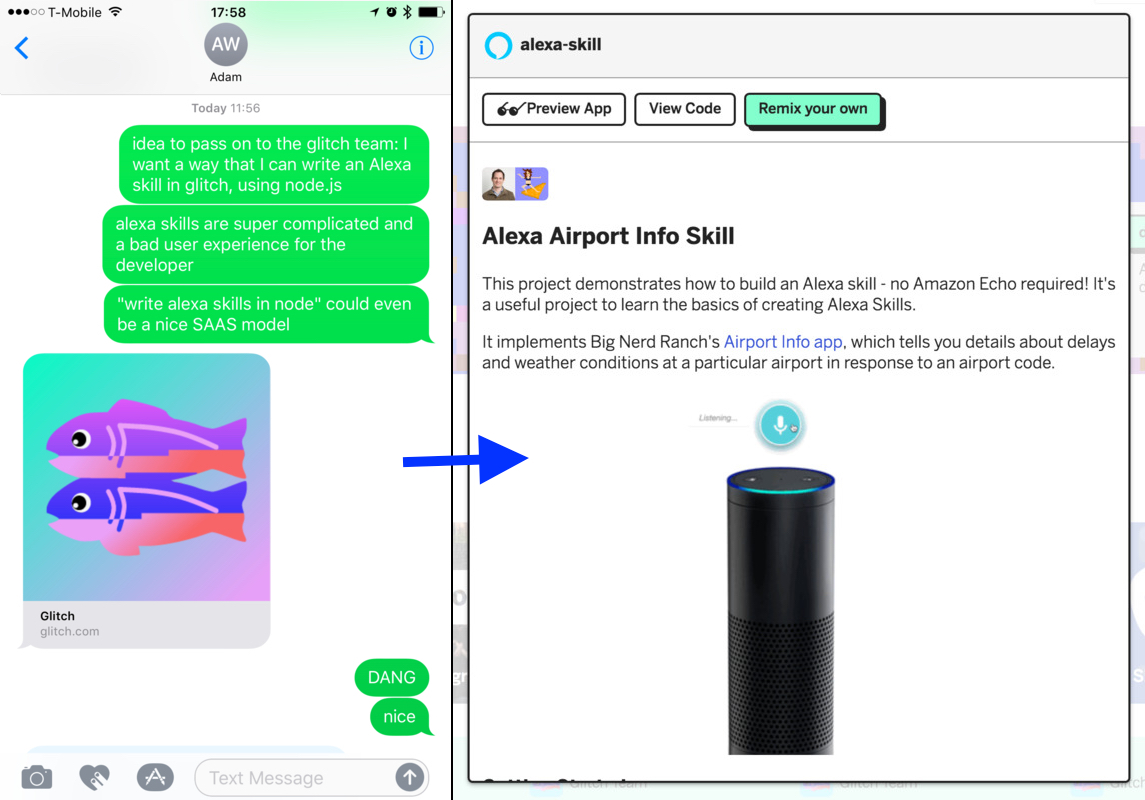 T-Mobile
17:58
AW
Adam
Today 11:56
idea to pass on to the glitch team: I
want a way that I can write an Alexa
skill in glitch, using node.js
alexa skills are super complicated and
a bad user experience for the
developer
"write alexa skills in node" could even
be a nice SAAS model
Glitch
glitch.com
DANG
nice
Text Message
alexa-skill
Preview App
View Code
Remix your own
Alexa Airport Info Skill
This project demonstrates how to build an Alexa skill - no Amazon Echo required! It's
a useful project to learn the basics of creating Alexa Skills.
It implements Big Nerd Ranch's Airport Info app, which tells you details about delays
and weather conditions at a particular airport in response to an airport code.
Listening...
Glitch Team